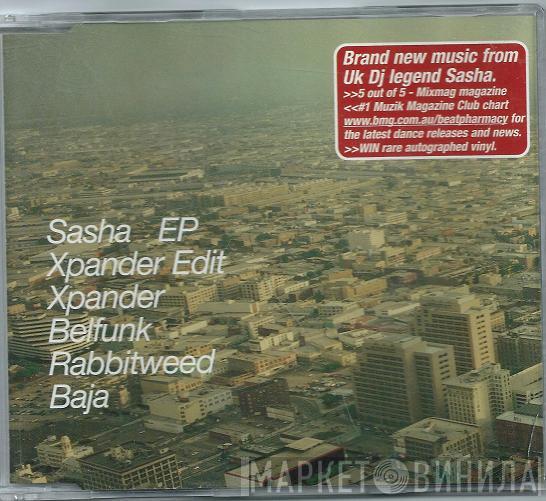 Brand new music from
Uk Dj legend Sasha.
>>5 out of 5 - Mixmag magazine
<<#1 Muzik Magazine Club chart
www.bmg.com.au/beatpharmacy for
the latest dance releases and news.
>>WIN rare autographed vinyl.
Sasha EP
Xpander Edit
Xpander
Belfunk
Rabbitweed
Baja
МАРКЕТ ВИНИЛА